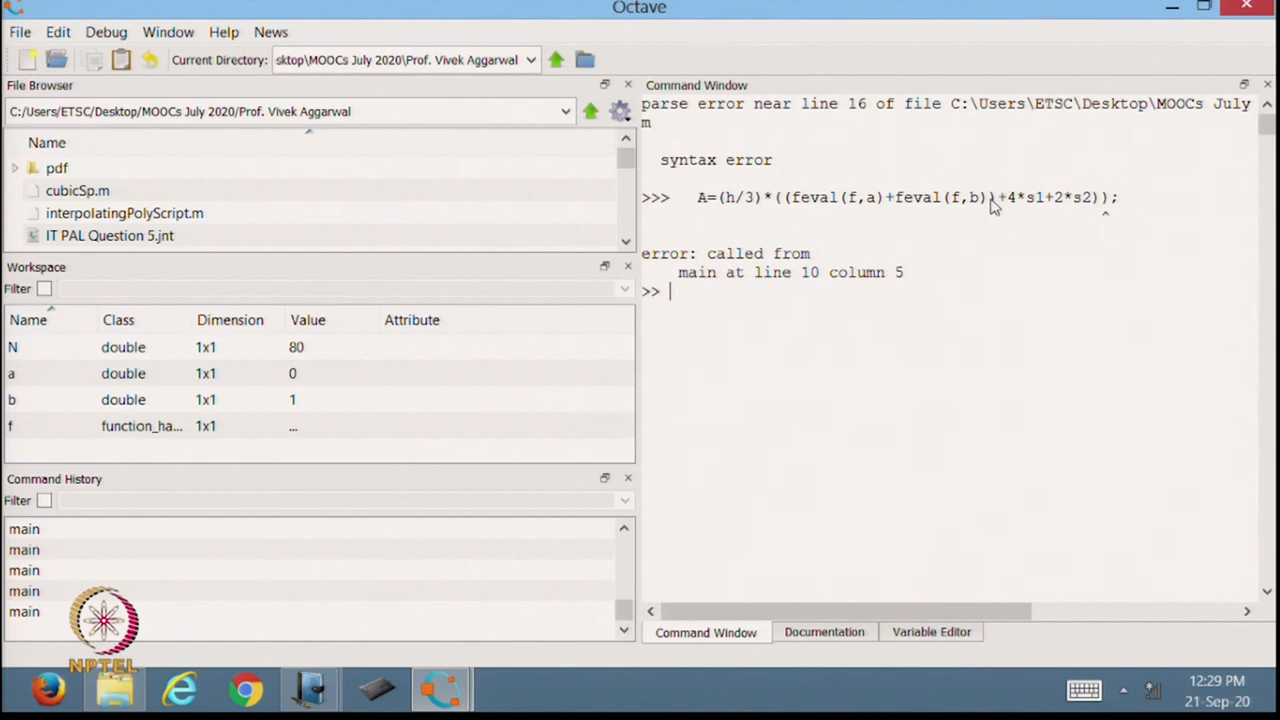 Octave
File Edit Debug Window Help News
Current Directory: sktop\MOOCs July 2020\Prof. Vivek Aggarwal
File Browser
C:/Users/ETSC/Desktop/MOOCs July 2020/Prof. Vivek Aggarwal
Name
pdf
cubicSp.m
interpolatingPolyScript.m
IT PAL Question 5.jnt
Workspace
Filter
Name Class Dimension Value Attribute
N double 1x1 80
a double 1x1 0
b double 1x1 1
f function_ha... 1x1 ...
Command History
Filter
main
main
main
main
main
Command Window
parse error near line 16 of file C:\Users\ETSC\Desktop\MOOCs July
m
syntax error
>>> A=(h/3)*((feval(f,a)+feval(f,b))+4*s1+2*s2));
^
error: called from
main at line 10 column 5
>>
Command Window Documentation Variable Editor
NPTEL
12:29 PM
21-Sep-20